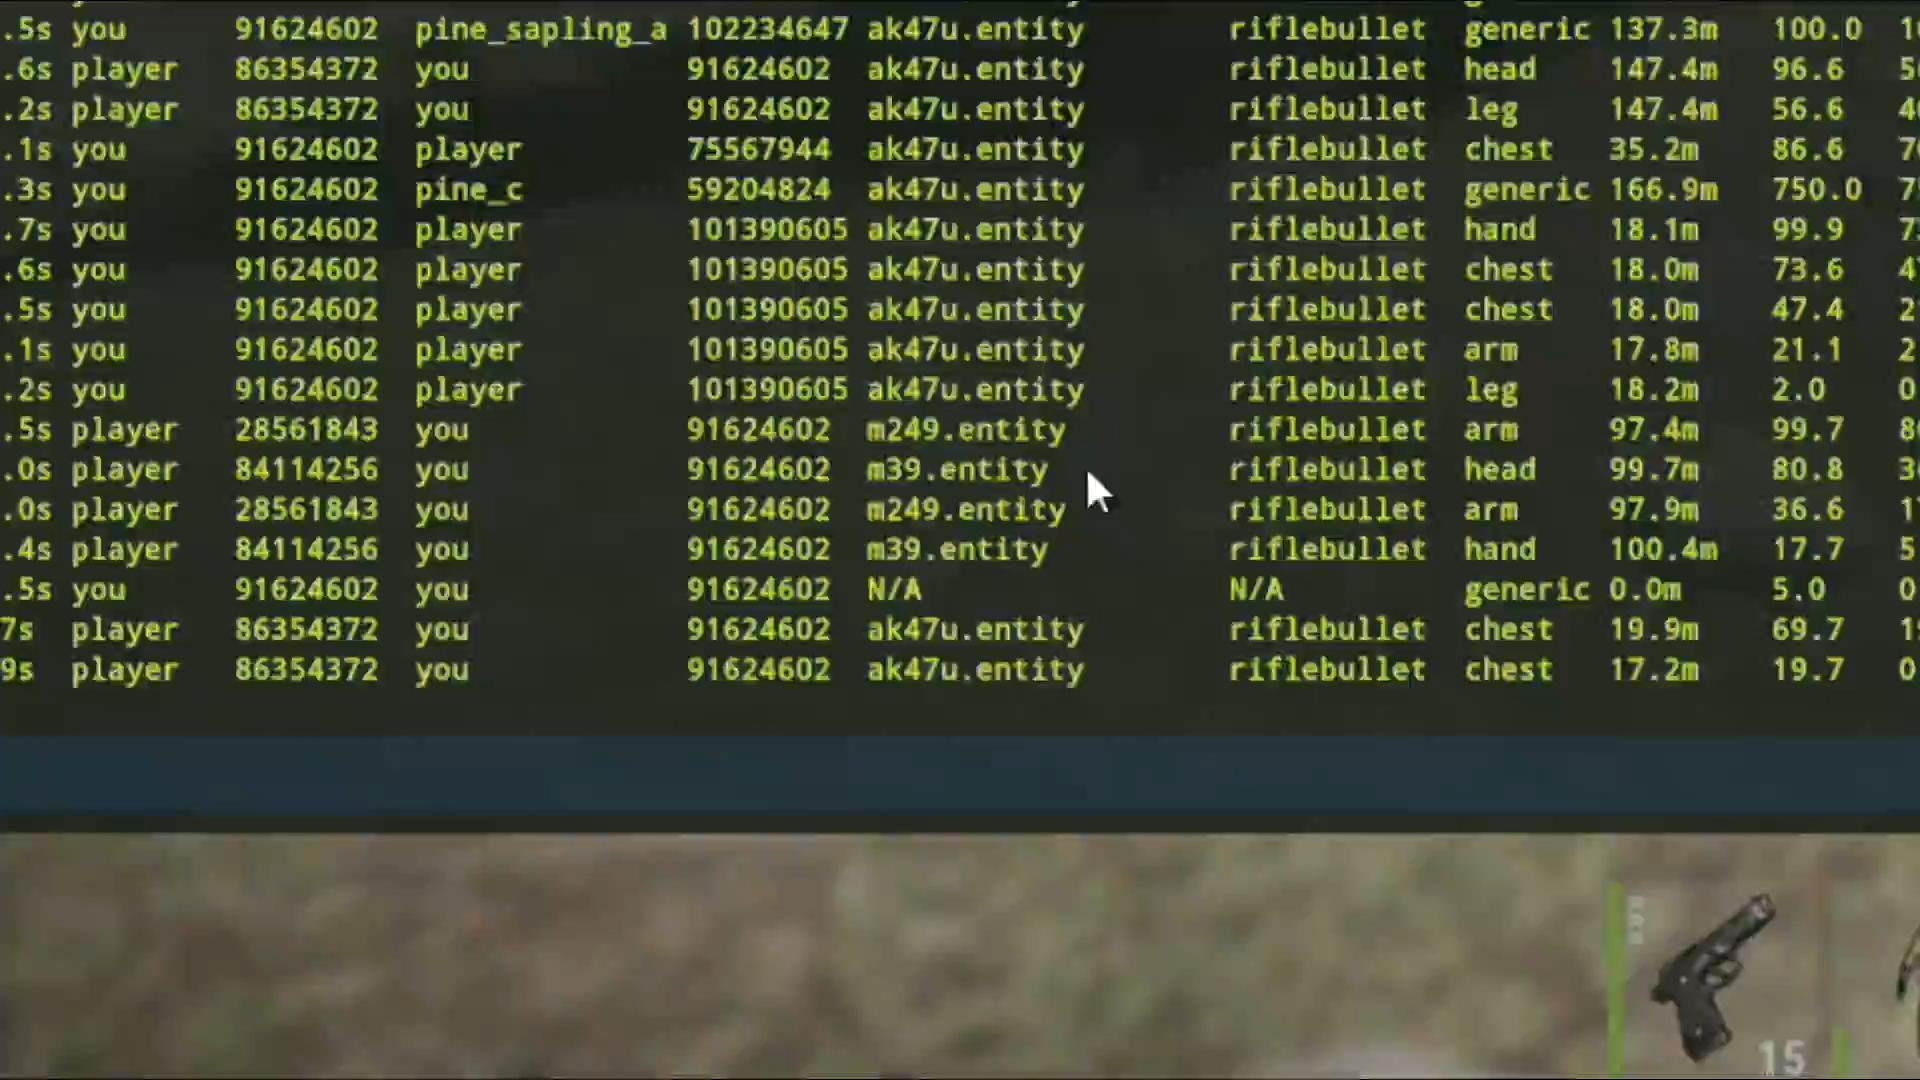 .5s you 91624602 pine_sapling_a 102234647 ak47u.entity riflebullet generic 137.3m 100.0
.6s player 86354372 you 91624602 ak47u.entity riflebullet head 147.4m 96.6
.2s player 86354372 you 91624602 ak47u.entity riflebullet leg 147.4m 56.6
.1s you 91624602 player 75567944 ak47u.entity riflebullet chest 35.2m 86.6
.3s you 91624602 pine_c 59204824 ak47u.entity riflebullet generic 166.9m 750.0
.7s you 91624602 player 101390605 ak47u.entity riflebullet hand 18.1m 99.9
.6s you 91624602 player 101390605 ak47u.entity riflebullet chest 18.0m 73.6
.5s you 91624602 player 101390605 ak47u.entity riflebullet chest 18.0m 47.4
.1s you 91624602 player 101390605 ak47u.entity riflebullet arm 17.8m 21.1 2
.2s you 91624602 player 101390605 ak47u.entity riflebullet leg 18.2m 2.0 0
.5s player 28561843 you 91624602 m249.entity riflebullet arm 97.4m 99.7
.0s player 84114256 you 91624602 m39.entity riflebullet head 99.7m 80.8
.0s player 28561843 you 91624602 m249.entity riflebullet arm 97.9m 36.6
.4s player 84114256 you 91624602 m39.entity riflebullet hand 100.4m 17.7 5
.5s you 91624602 you 91624602 N/A N/A generic 0.0m 5.0 0
7s player 86354372 you 91624602 ak47u.entity riflebullet chest 19.9m 69.7
9s player 86354372 you 91624602 ak47u.entity riflebullet chest 17.2m 19.7 0
15